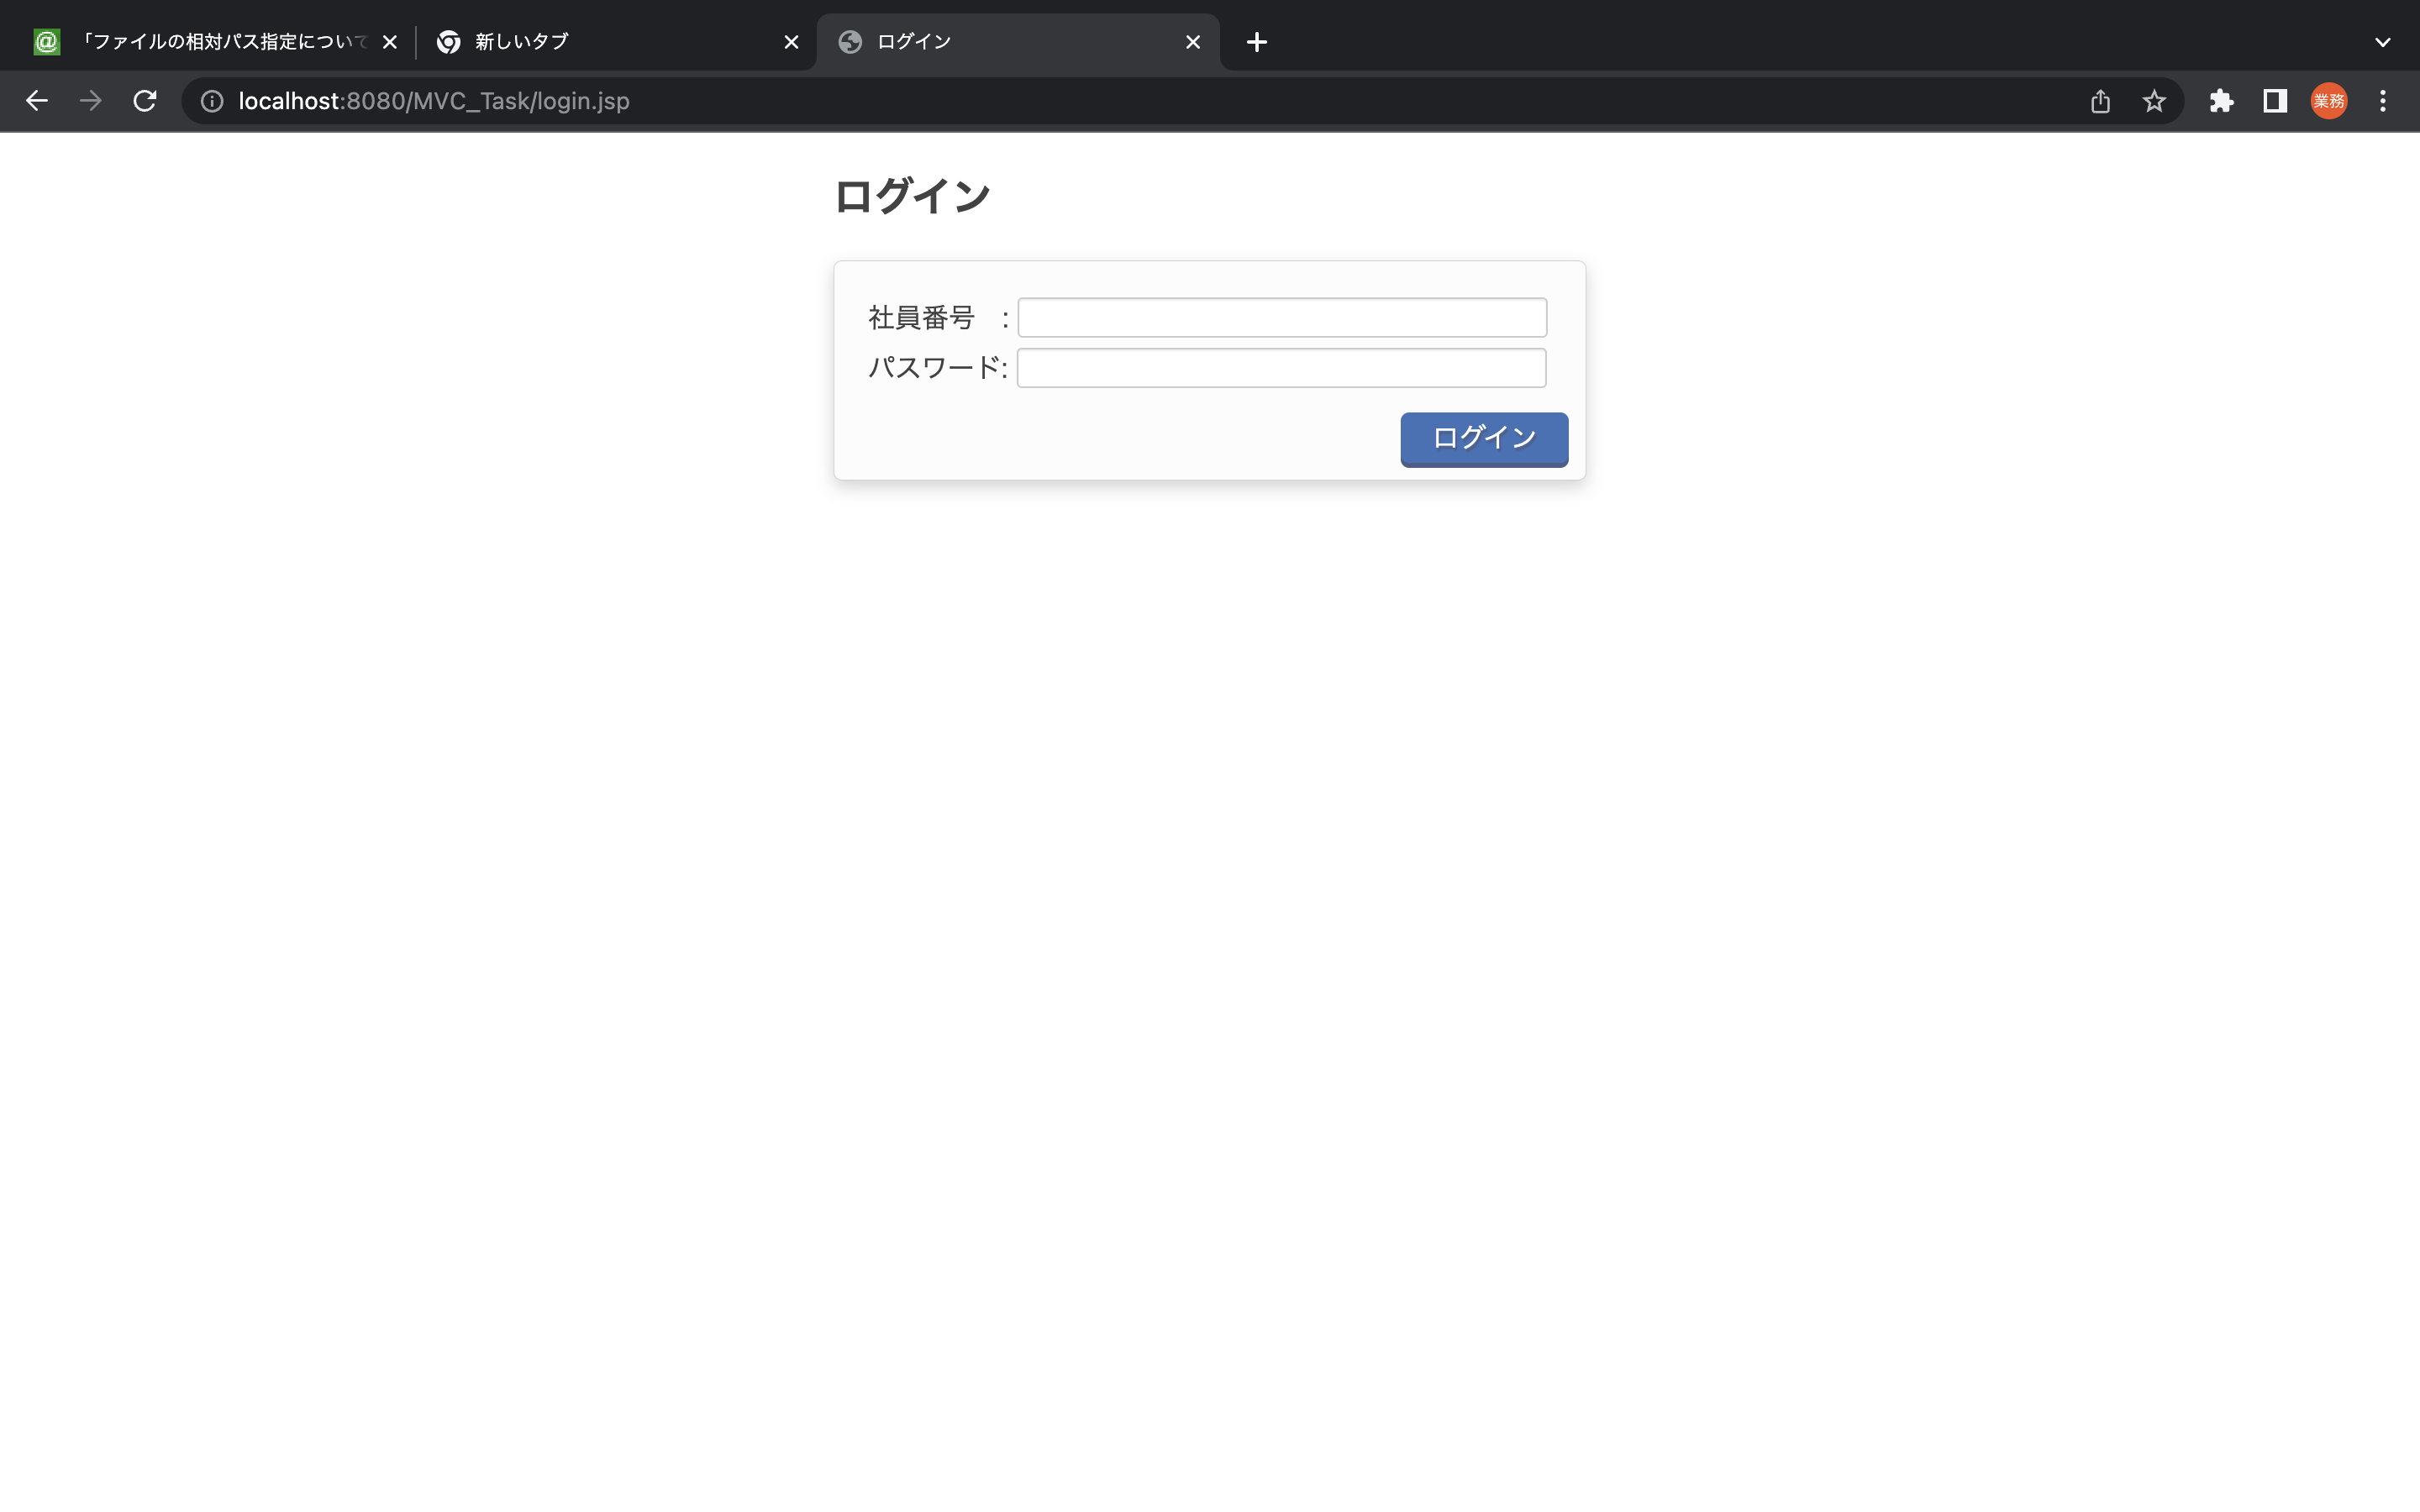 @ 「ファイルの相対パス指定について
新しいタブ
ログイン
localhost:8080/MVC_Task/login.jsp
業務
ログイン
社員番号　:
パスワード:
ログイン